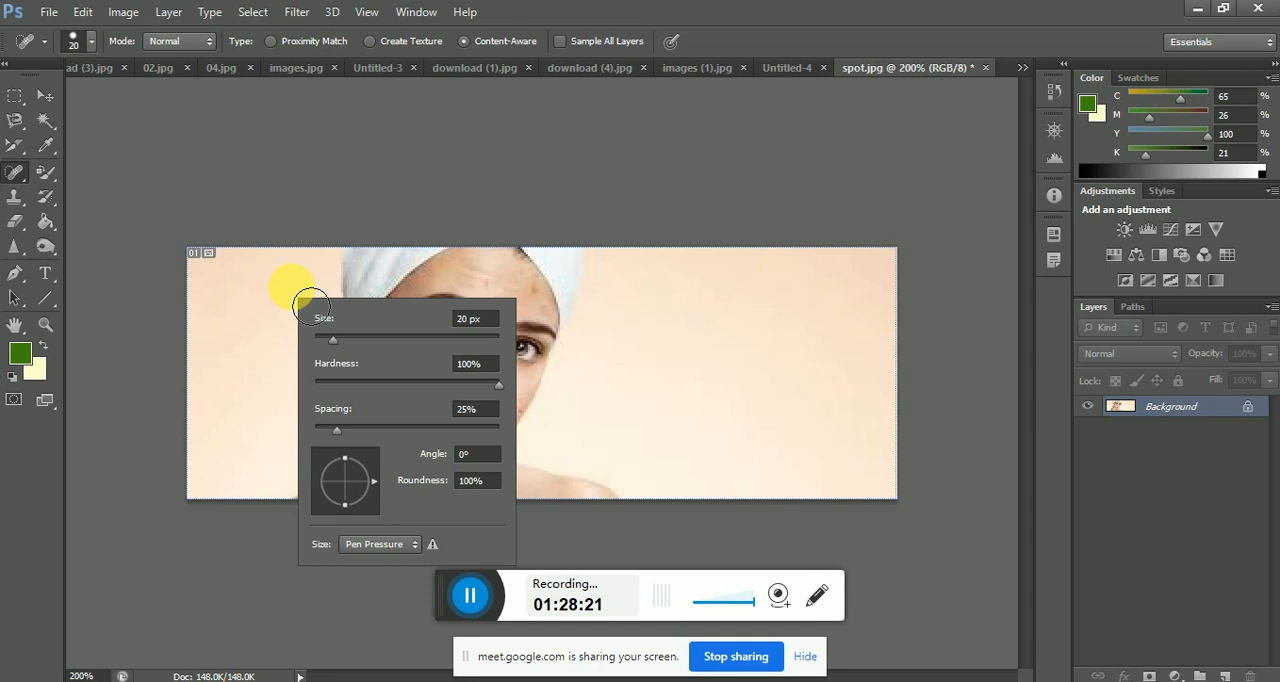 Ps File Edit Image Layer Type Select Filter 3D View Window Help
20 Mode: Normal Type: Proximity Match Create Texture Content-Aware Sample All Layers Essentials
ad (3).jpg × 02.jpg × 04.jpg × images.jpg × Untitled-3 × download (1).jpg × download (4).jpg × images (1).jpg × Untitled-4 × spot.jpg @ 200% (RGB/8) * ×
Color Swatches
C 65 %
M 26 %
Y 100 %
K 21 %
Adjustments Styles
Add an adjustment
01
Size: 20 px
Hardness: 100%
Spacing: 25%
Angle: 0°
Roundness: 100%
Size: Pen Pressure
Layers Paths
Kind
Normal Opacity: 100%
Lock: Fill: 100%
Background
Recording...
01:28:21
meet.google.com is sharing your screen. Stop sharing Hide
200% Doc: 148.0K/148.0K
fx